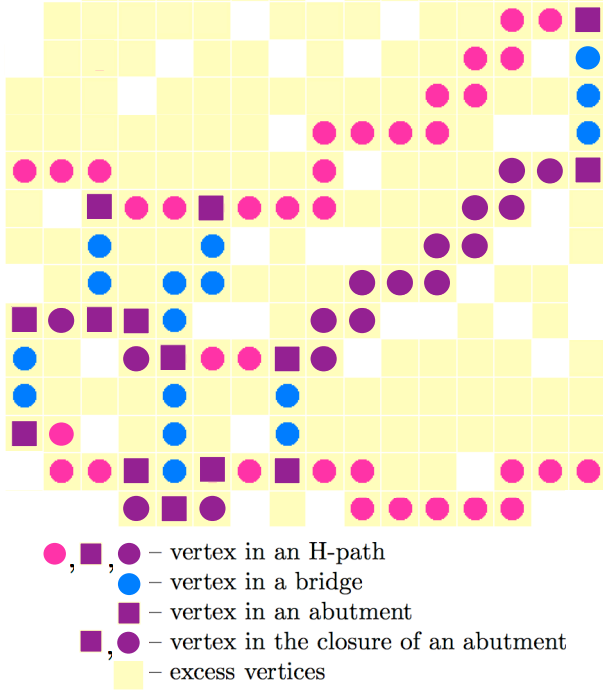 , , – vertex in an H-path
– vertex in a bridge
– vertex in an abutment
, – vertex in the closure of an abutment
– excess vertices